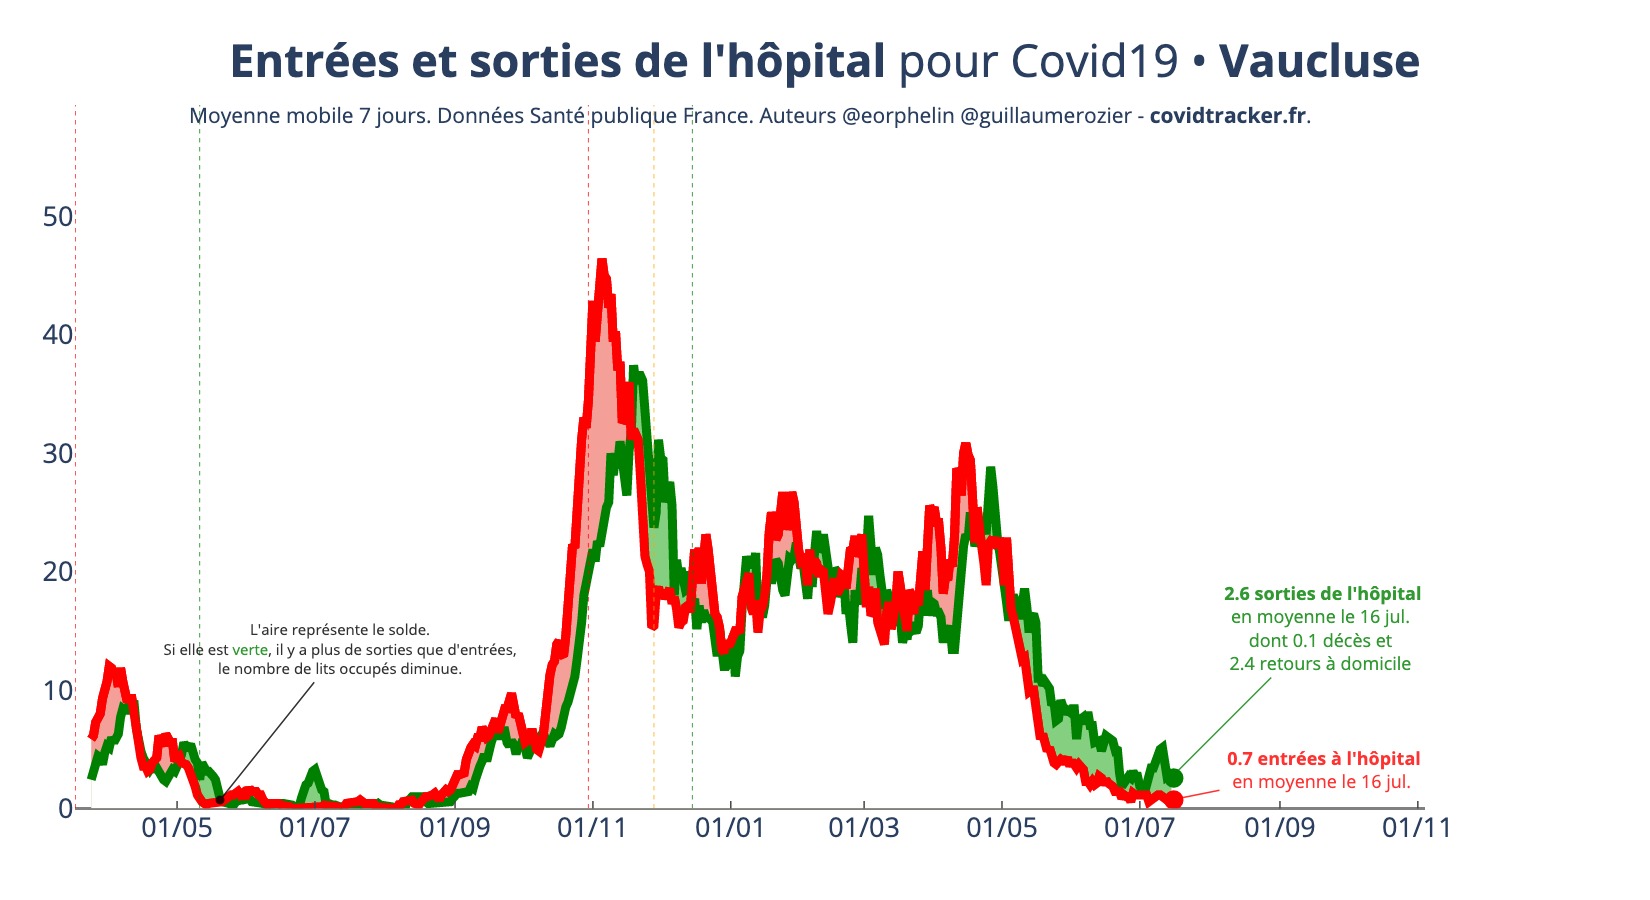 Entrées et sorties de l'hôpital pour Covid19 • Vaucluse
Moyenne mobile 7 jours. Données Santé publique France. Auteurs @eorphelin @guillaumerozier - covidtracker.fr.
50
40
30
20
10
0
L'aire représente le solde.
Si elle est verte, il y a plus de sorties que d'entrées,
le nombre de lits occupés diminue.
2.6 sorties de l'hôpital
en moyenne le 16 jul.
dont 0.1 décès et
2.4 retours à domicile
0.7 entrées à l'hôpital
en moyenne le 16 jul.
01/05 01/07 01/09 01/11 01/01 01/03 01/05 01/07 01/09 01/11